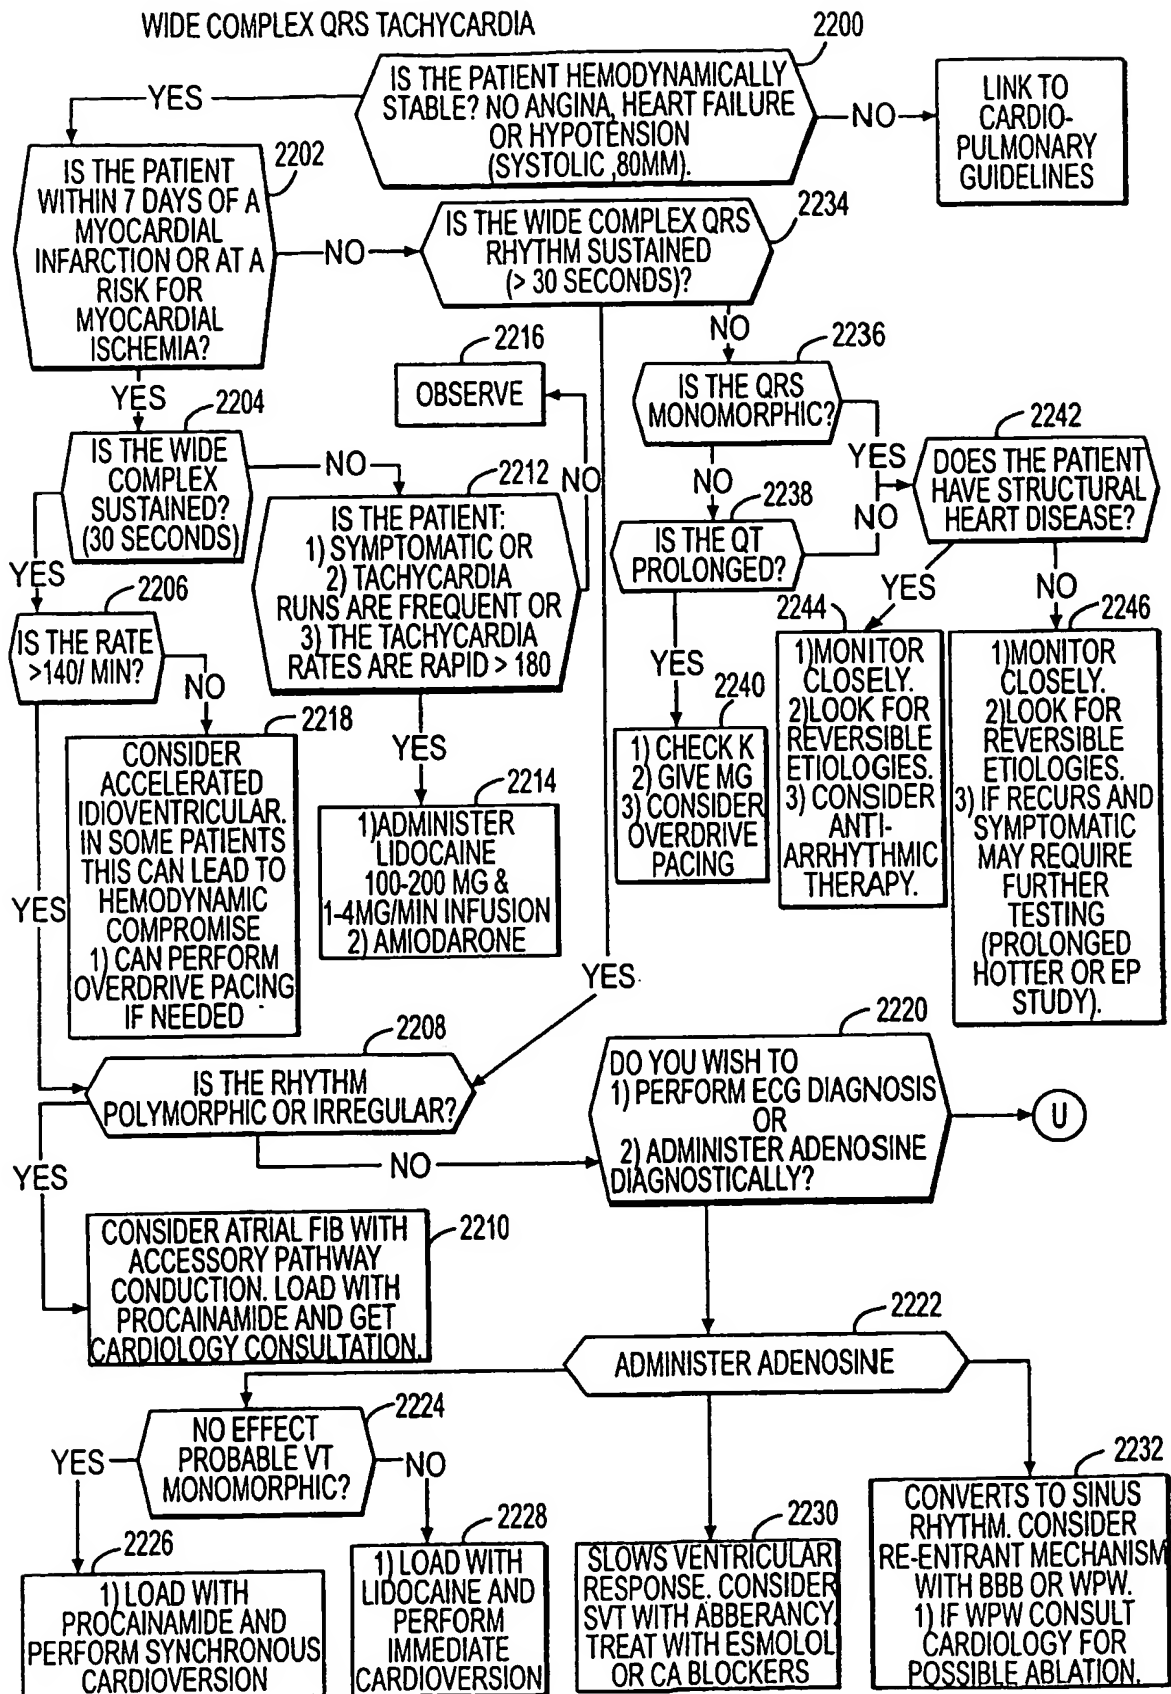 WIDE COMPLEX QRS TACHYCARDIA
2200
IS THE PATIENT HEMODYNAMICALLY
STABLE? NO ANGINA, HEART FAILURE
OR HYPOTENSION
(SYSTOLIC ,80MM).
YES
NO
LINK TO
CARDIO-
PULMONARY
GUIDELINES
2202
IS THE PATIENT
WITHIN 7 DAYS OF A
MYOCARDIAL
INFARCTION OR AT A
RISK FOR
MYOCARDIAL
ISCHEMIA?
NO
2234
IS THE WIDE COMPLEX QRS
RHYTHM SUSTAINED
(> 30 SECONDS)?
NO
YES
2216
OBSERVE
2236
IS THE QRS
MONOMORPHIC?
YES
NO
2204
IS THE WIDE
COMPLEX
SUSTAINED?
(30 SECONDS)
NO
YES
2212
IS THE PATIENT:
1) SYMPTOMATIC OR
2) TACHYCARDIA
RUNS ARE FREQUENT OR
3) THE TACHYCARDIA
RATES ARE RAPID > 180
NO
YES
2238
IS THE QT
PROLONGED?
NO
YES
2242
DOES THE PATIENT
HAVE STRUCTURAL
HEART DISEASE?
YES
NO
2206
IS THE RATE
>140/ MIN?
NO
YES
2218
CONSIDER
ACCELERATED
IDIOVENTRICULAR.
IN SOME PATIENTS
THIS CAN LEAD TO
HEMODYNAMIC
COMPROMISE
1) CAN PERFORM
OVERDRIVE PACING
IF NEEDED
2214
1)ADMINISTER
LIDOCAINE
100-200 MG &
1-4MG/MIN INFUSION
2) AMIODARONE
2240
1) CHECK K
2) GIVE MG
3) CONSIDER
OVERDRIVE
PACING
2244
1)MONITOR
CLOSELY.
2)LOOK FOR
REVERSIBLE
ETIOLOGIES.
3) CONSIDER
ANTI-
ARRHYTHMIC
THERAPY.
2246
1)MONITOR
CLOSELY.
2)LOOK FOR
REVERSIBLE
ETIOLOGIES.
3) IF RECURS AND
SYMPTOMATIC
MAY REQUIRE
FURTHER
TESTING
(PROLONGED
HOTTER OR EP
STUDY).
YES
2208
IS THE RHYTHM
POLYMORPHIC OR IRREGULAR?
YES
NO
2220
DO YOU WISH TO
1) PERFORM ECG DIAGNOSIS
OR
2) ADMINISTER ADENOSINE
DIAGNOSTICALLY?
U
2210
CONSIDER ATRIAL FIB WITH
ACCESSORY PATHWAY
CONDUCTION. LOAD WITH
PROCAINAMIDE AND GET
CARDIOLOGY CONSULTATION.
2222
ADMINISTER ADENOSINE
2224
NO EFFECT
PROBABLE VT
MONOMORPHIC?
YES
NO
2226
1) LOAD WITH
PROCAINAMIDE AND
PERFORM SYNCHRONOUS
CARDIOVERSION
2228
1) LOAD WITH
LIDOCAINE AND
PERFORM
IMMEDIATE
CARDIOVERSION
2230
SLOWS VENTRICULAR
RESPONSE. CONSIDER
SVT WITH ABBERANCY
TREAT WITH ESMOLOL
OR CA BLOCKERS
2232
CONVERTS TO SINUS
RHYTHM. CONSIDER
RE-ENTRANT MECHANISM
WITH BBB OR WPW.
1) IF WPW CONSULT
CARDIOLOGY FOR
POSSIBLE ABLATION.